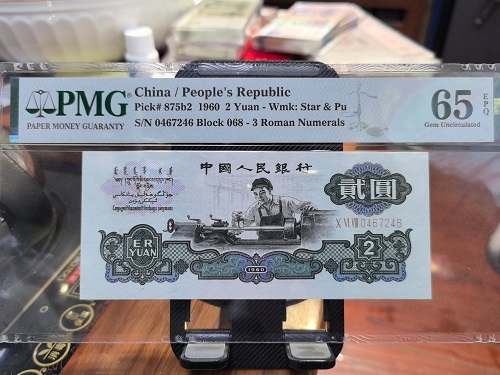 PMG
PAPER MONEY GUARANTY
China / People's Republic
Pick# 875b2 1960 2 Yuan - Wmk: Star & Pu
S/N 0467246 Block 068 - 3 Roman Numerals
65 EPQ
Gem Uncirculated
中國人民銀行
貳圓
0467246
ER
YUAN
1960
2